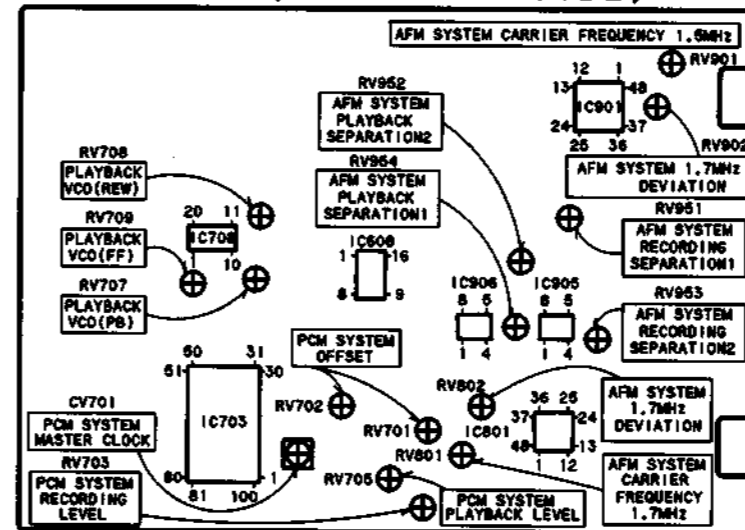 AFM SYSTEM CARRIER FREQUENCY 1.5MHz
RV901
12 1
13 48
IC901
24 37
25 36
RV902
AFM SYSTEM 1.7MHz
DEVIATION
RV952
AFM SYSTEM
PLAYBACK
SEPARATION2
RV954
AFM SYSTEM
PLAYBACK
SEPARATION1
RV951
AFM SYSTEM
RECORDING
SEPARATION1
RV953
AFM SYSTEM
RECORDING
SEPARATION2
RV708
PLAYBACK
VCO(REW)
RV709
PLAYBACK
VCO(FF)
RV707
PLAYBACK
VCO(PB)
20 11
IC708
1 10
IC606
1 16
8 9
IC906
8 5
1 4
IC905
8 5
1 4
PCM SYSTEM
OFFSET
RV702
RV701
50 31
51 30
IC703
80 1
81 100
CV701
PCM SYSTEM
MASTER CLOCK
RV703
PCM SYSTEM
RECORDING
LEVEL
RV802
AFM SYSTEM
1.7MHz
DEVIATION
36 25
37 24
IC801
48 13
1 12
RV801
AFM SYSTEM
CARRIER
FREQUENCY
1.7MHz
PCM SYSTEM
PLAYBACK LEVEL